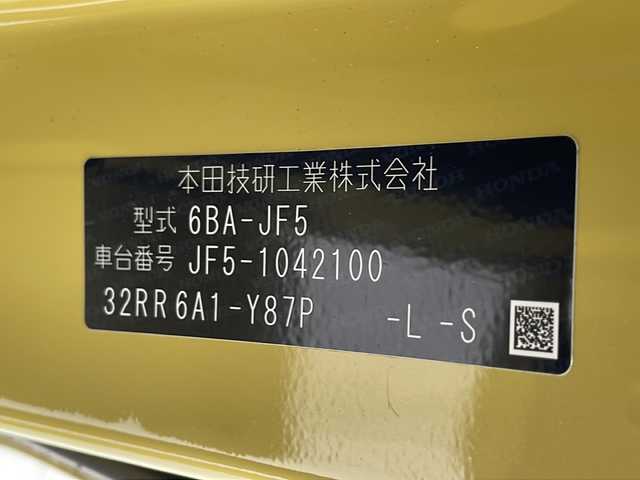 本田技研工業株式会社
型式 6BA-JF5
車台番号 JF5-1042100
32RR6A1-Y87P -L -S